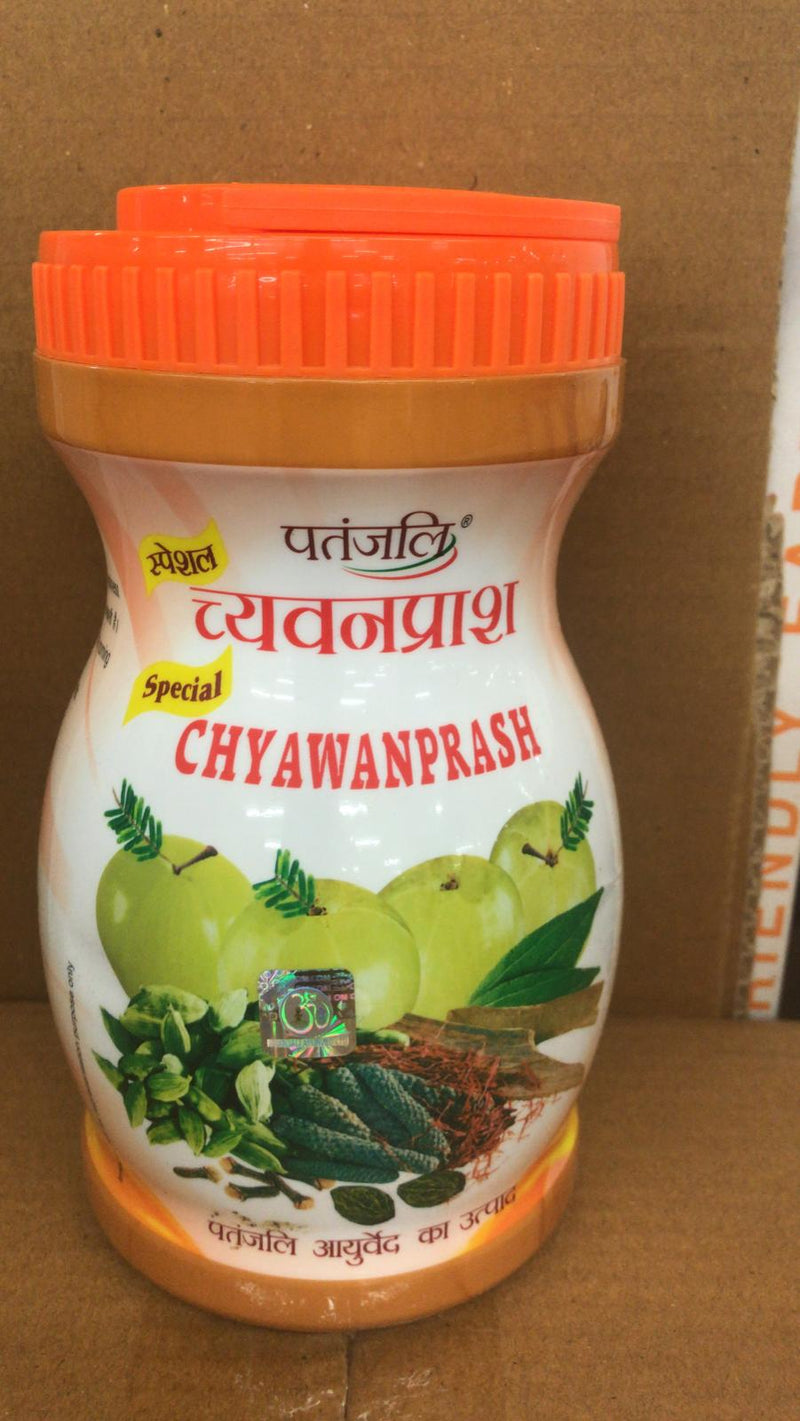 पतंजलि®
स्पेशल
च्यवनप्राश
Special
CHYAWANPRASH
पतंजलि आयुर्वेद का उत्पाद